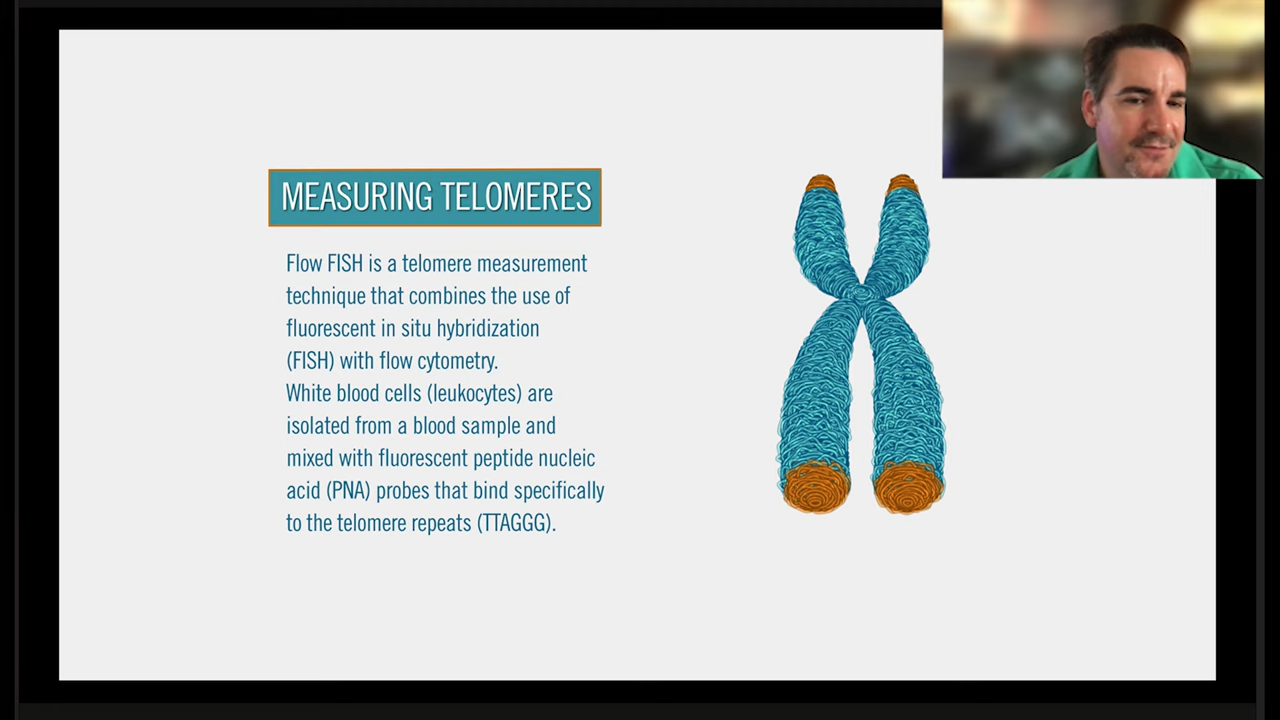 MEASURING TELOMERES
Flow FISH is a telomere measurement
technique that combines the use of
fluorescent in situ hybridization
(FISH) with flow cytometry.
White blood cells (leukocytes) are
isolated from a blood sample and
mixed with fluorescent peptide nucleic
acid (PNA) probes that bind specifically
to the telomere repeats (TTAGGG).